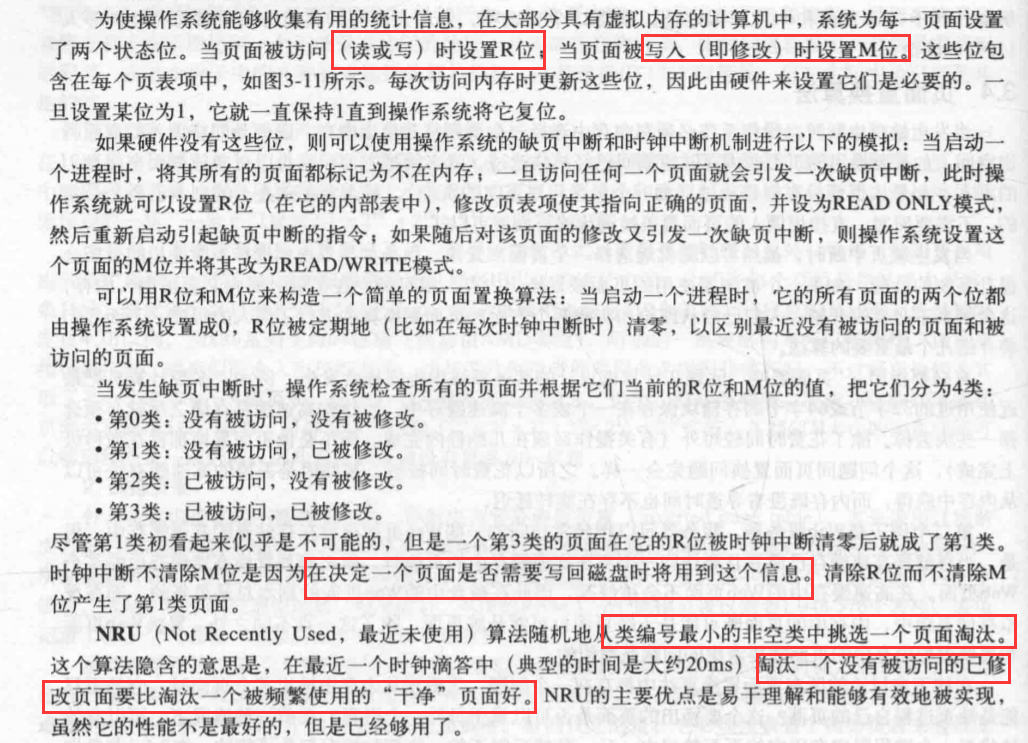 为使操作系统能够收集有用的统计信息，在大部分具有虚拟内存的计算机中，系统为每一页面设置
了两个状态位。当页面被访问（读或写）时设置R位；当页面被写入（即修改）时设置M位。这些位包
含在每个页表项中，如图3-11所示。每次访问内存时更新这些位，因此由硬件来设置它们是必要的。一
旦设置某位为1，它就一直保持1直到操作系统将它复位。
如果硬件没有这些位，则可以使用操作系统的缺页中断和时钟中断机制进行以下的模拟：当启动一
个进程时，将其所有的页面都标记为不在内存；一旦访问任何一个页面就会引发一次缺页中断，此时操
作系统就可以设置R位（在它的内部表中），修改页表项使其指向正确的页面，并设为READ ONLY模式，
然后重新启动引起缺页中断的指令；如果随后对该页面的修改又引发一次缺页中断，则操作系统设置这
个页面的M位并将其改为READ/WRITE模式。
可以用R位和M位来构造一个简单的页面置换算法：当启动一个进程时，它的所有页面的两个位都
由操作系统设置成0，R位被定期地（比如在每次时钟中断时）清零，以区别最近没有被访问的页面和被
访问的页面。
当发生缺页中断时，操作系统检查所有的页面并根据它们当前的R位和M位的值，把它们分为4类：
• 第0类：没有被访问，没有被修改。
• 第1类：没有被访问，已被修改。
• 第2类：已被访问，没有被修改。
• 第3类：已被访问，已被修改。
尽管第1类初看起来似乎是不可能的，但是一个第3类的页面在它的R位被时钟中断清零后就成了第1类。
时钟中断不清除M位是因为在决定一个页面是否需要写回磁盘时将用到这个信息。清除R位而不清除M
位产生了第1类页面。
NRU（Not Recently Used，最近未使用）算法随机地从类编号最小的非空类中挑选一个页面淘汰。
这个算法隐含的意思是，在最近一个时钟滴答中（典型的时间是大约20ms）淘汰一个没有被访问的已修
改页面要比淘汰一个被频繁使用的“干净”页面好。NRU的主要优点是易于理解和能够有效地被实现，
虽然它的性能不是最好的，但是已经够用了。